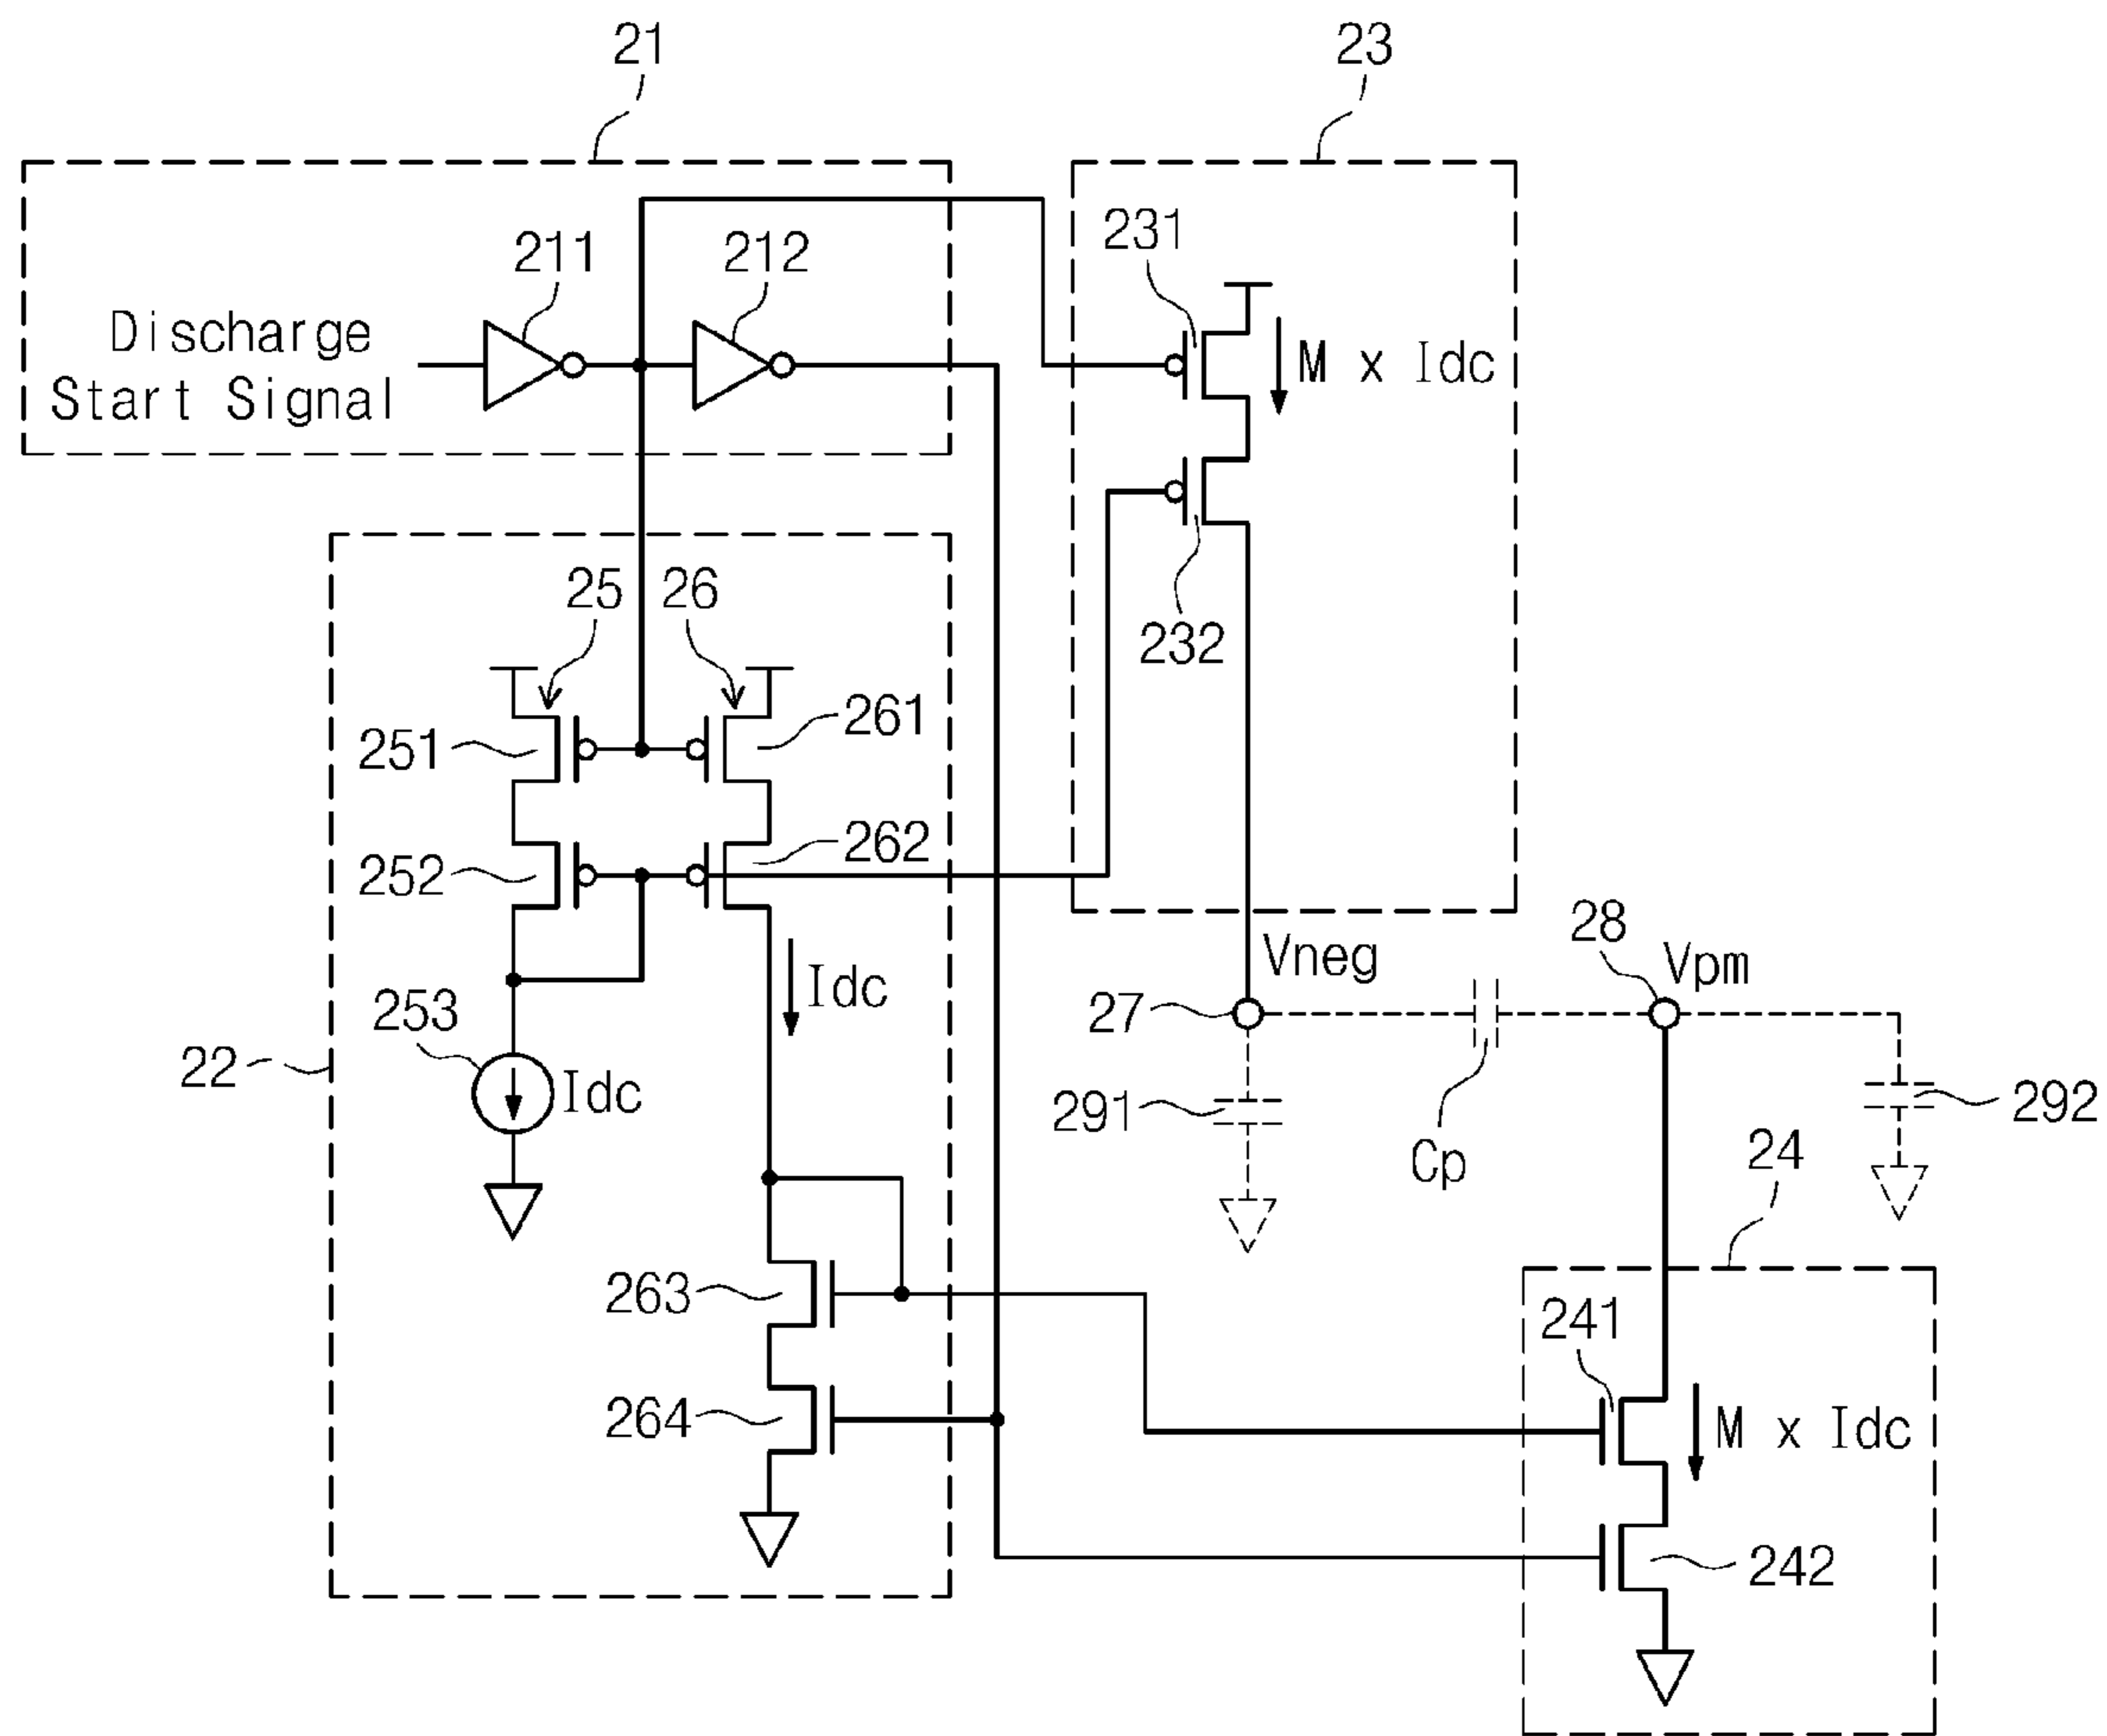 21
23
231
211
212
Discharge
Start Signal
M x Idc
25
26
232
261
251
262
252
28
Vneg
Vpm
Idc
27
253
22
Idc
291
292
Cp
24
263
241
264
M x Idc
242